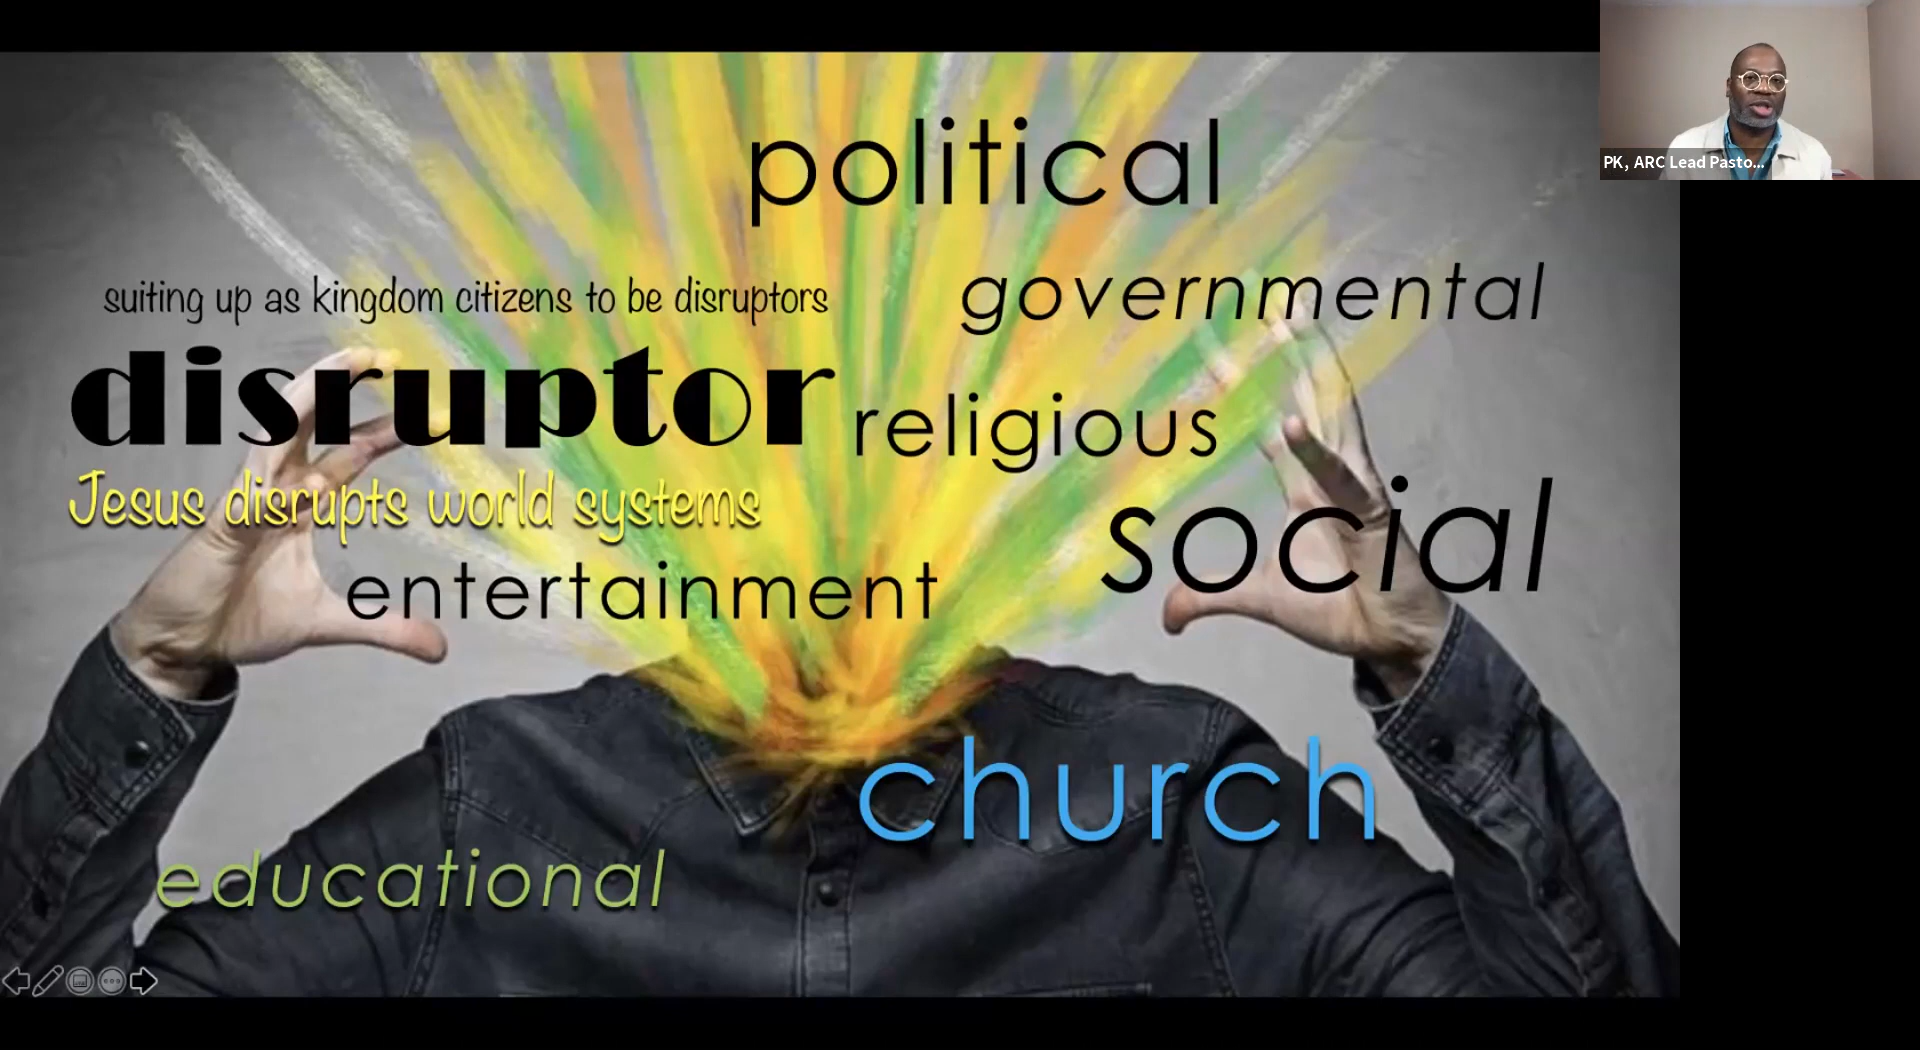 political
PK, ARC Lead Pasto...
suiting up as kingdom citizens to be disruptors
governmental
disruptor
religious
Jesus disrupts world systems
social
entertainment
church
educational